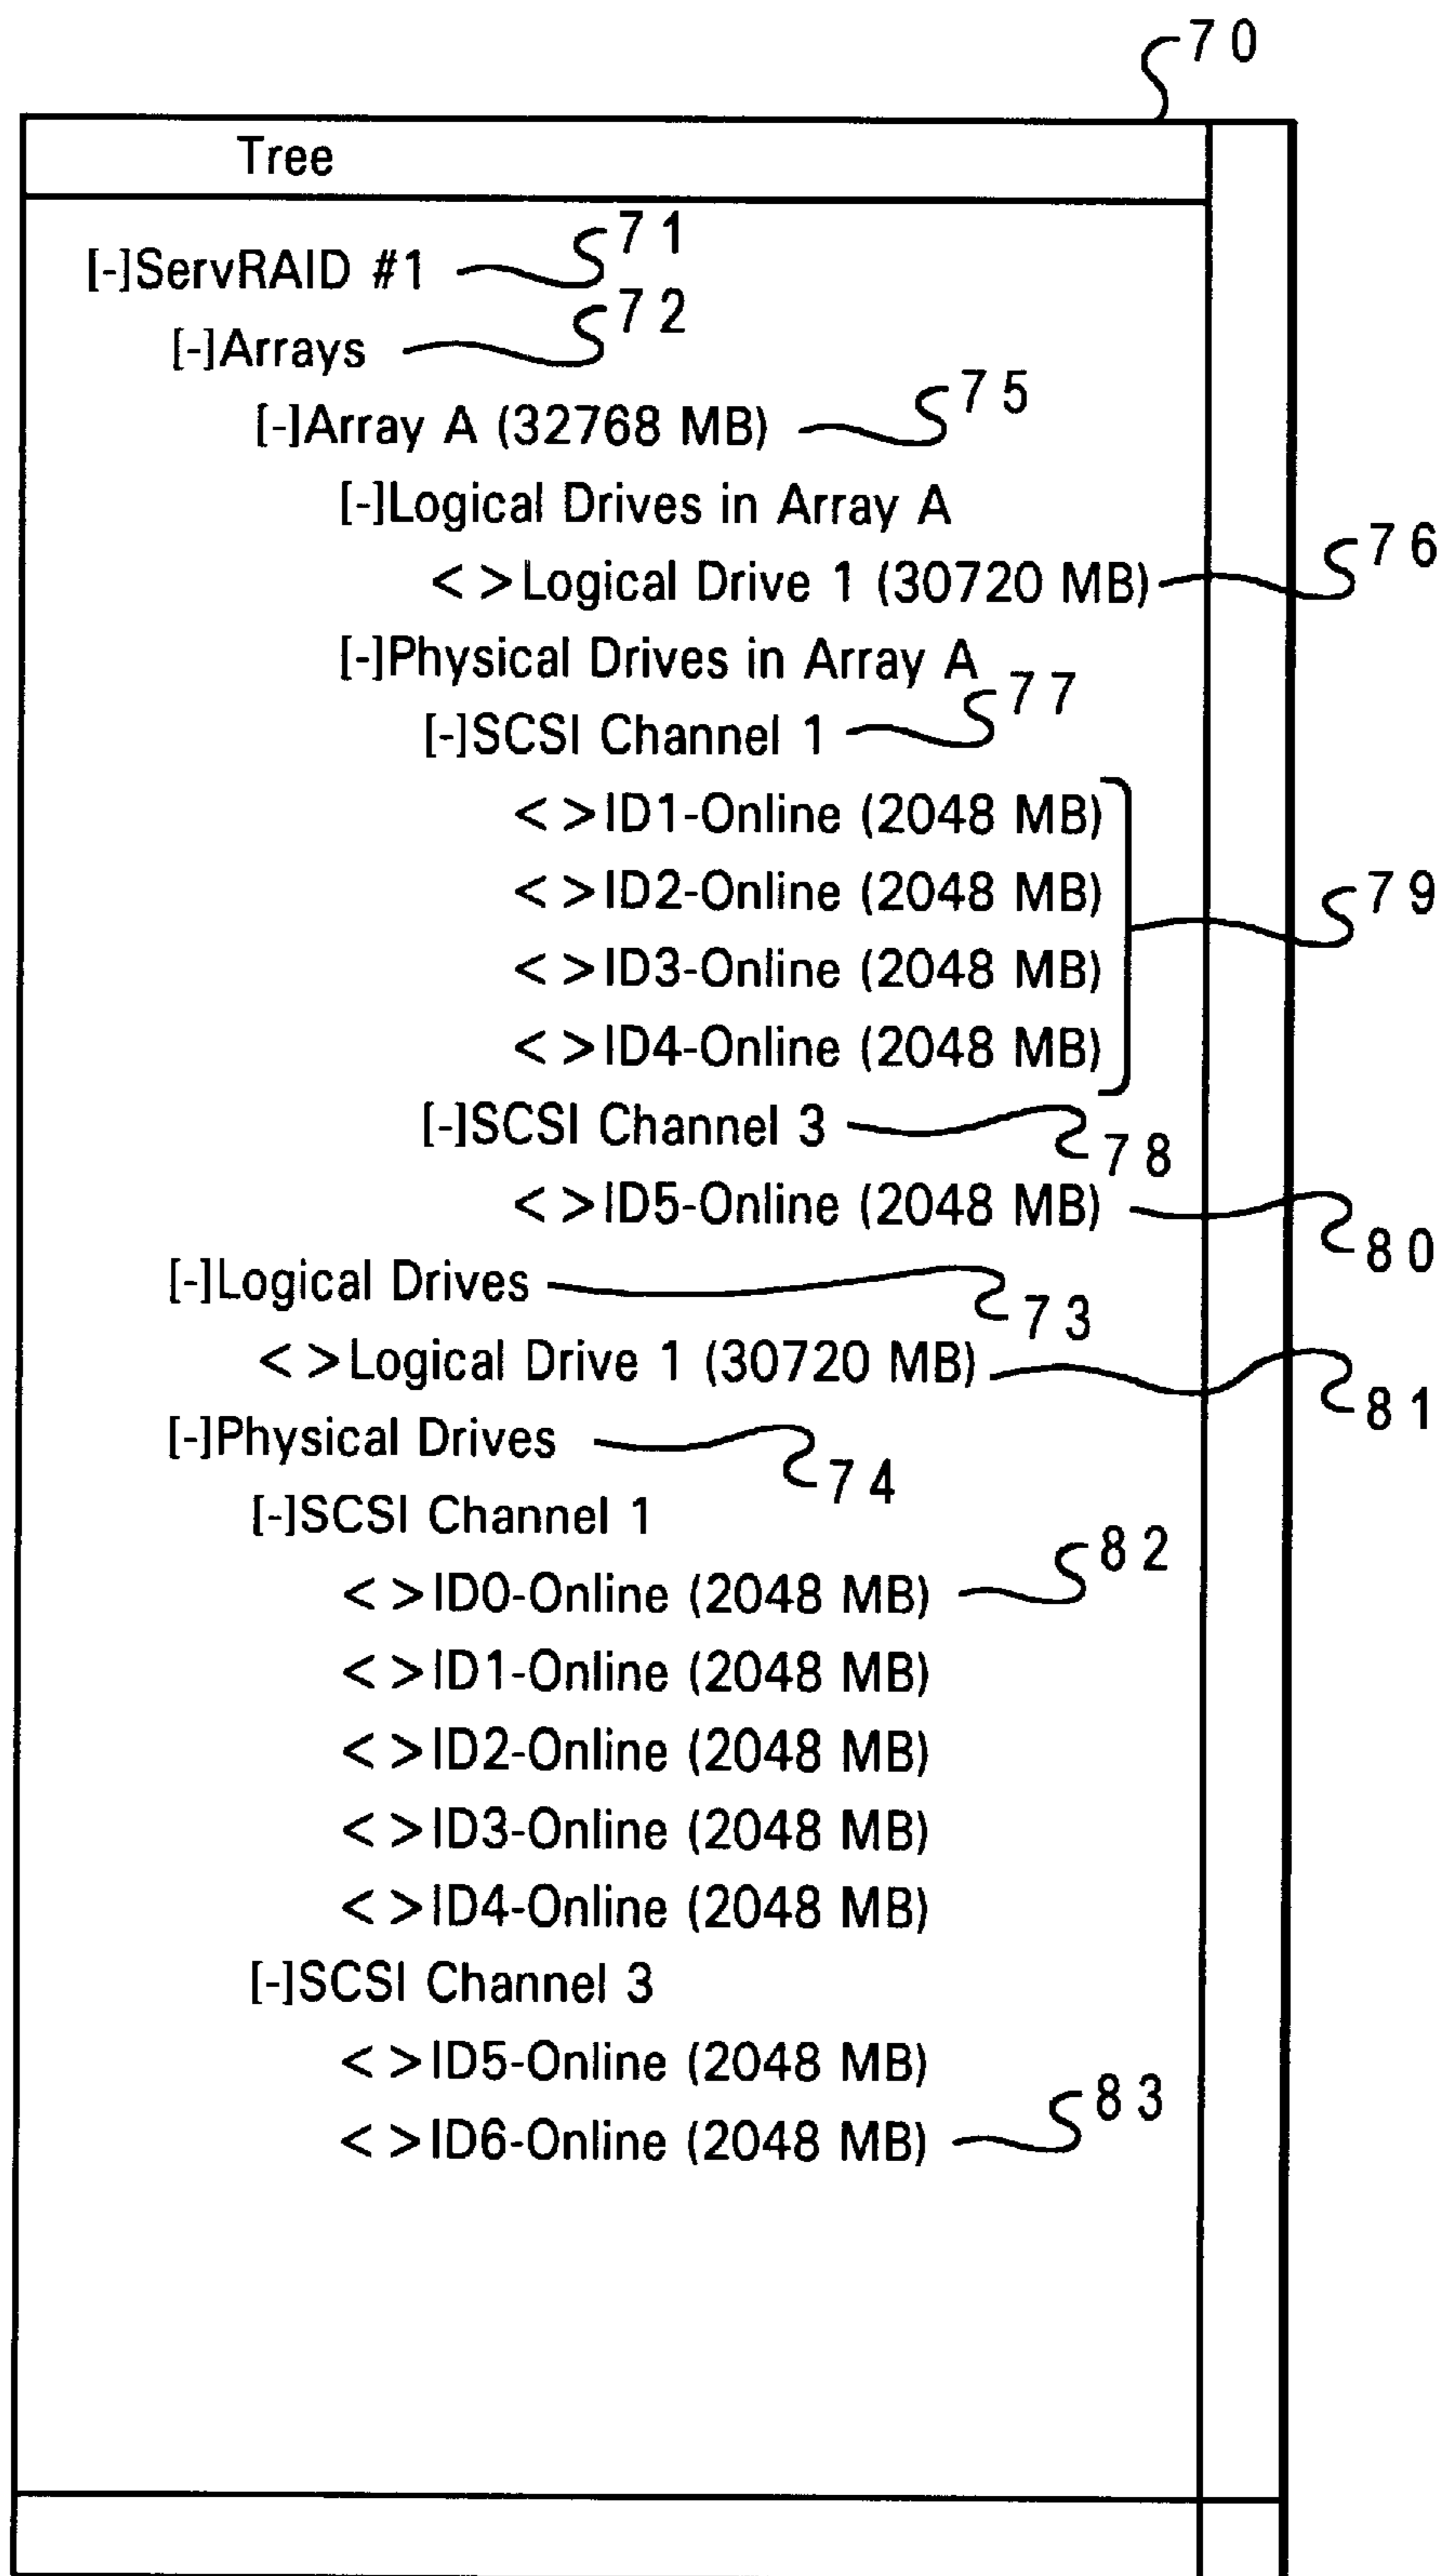 70
Tree
[-]ServRAID #1 71
[-]Arrays 72
[-]Array A (32768 MB) 75
[-]Logical Drives in Array A
< >Logical Drive 1 (30720 MB) 76
[-]Physical Drives in Array A
[-]SCSI Channel 1 77
< >ID1-Online (2048 MB)
< >ID2-Online (2048 MB) 79
< >ID3-Online (2048 MB)
< >ID4-Online (2048 MB)
[-]SCSI Channel 3 78
< >ID5-Online (2048 MB) 80
[-]Logical Drives 73
< >Logical Drive 1 (30720 MB) 81
[-]Physical Drives 74
[-]SCSI Channel 1
< >ID0-Online (2048 MB) 82
< >ID1-Online (2048 MB)
< >ID2-Online (2048 MB)
< >ID3-Online (2048 MB)
< >ID4-Online (2048 MB)
[-]SCSI Channel 3
< >ID5-Online (2048 MB)
< >ID6-Online (2048 MB) 83